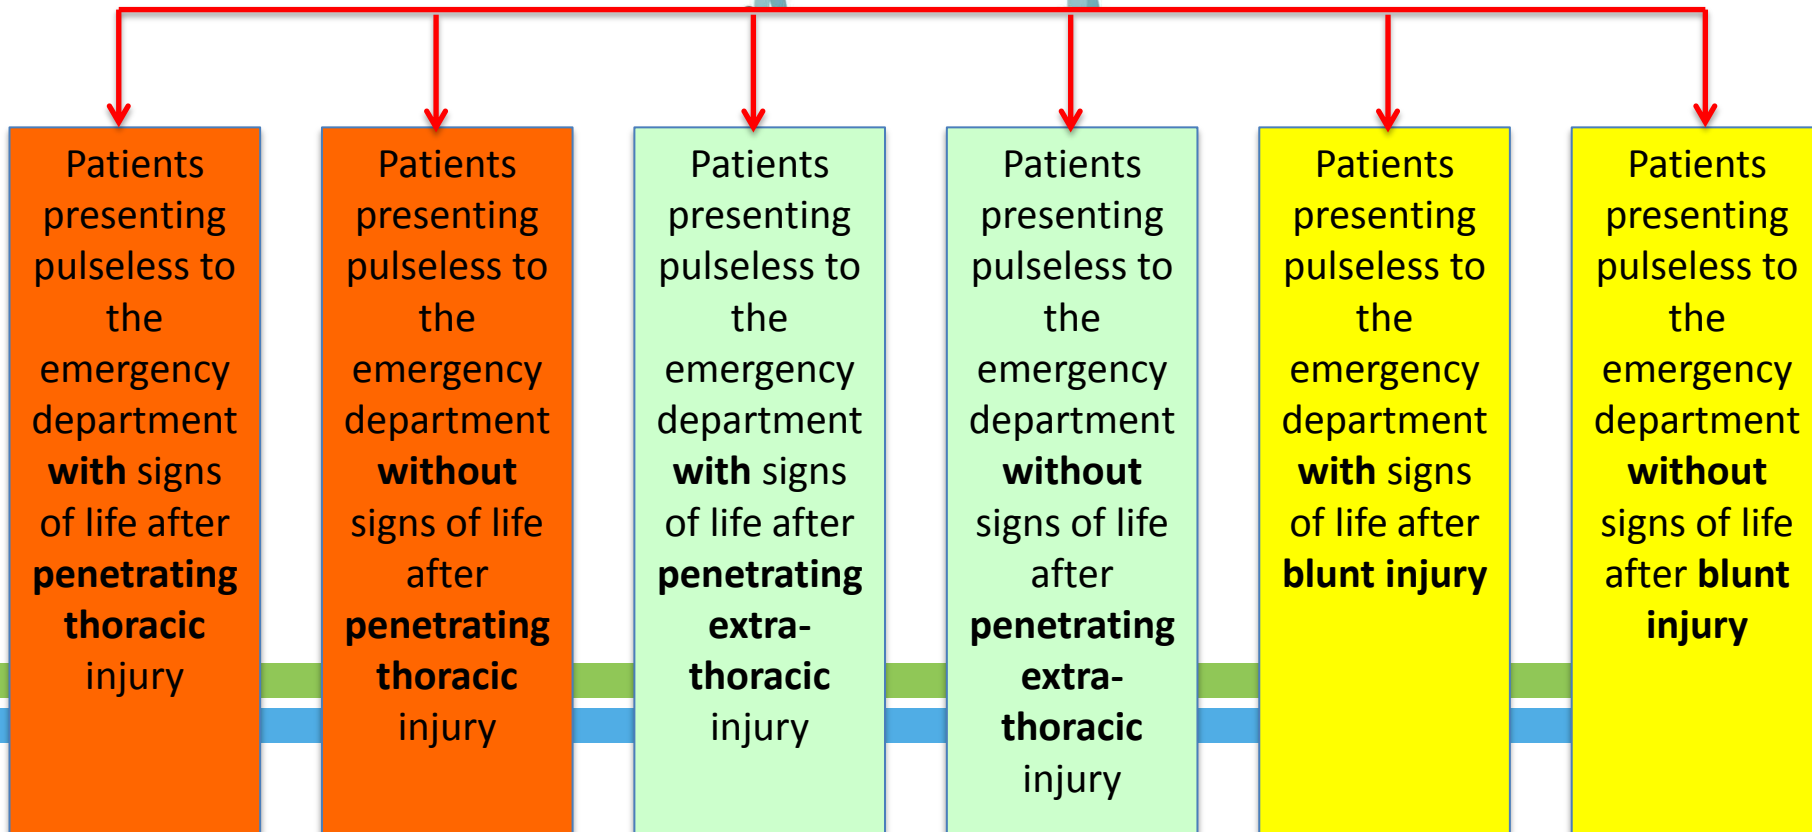 Patients
presenting
pulseless to
the
emergency
department
with signs
of life after
penetrating
thoracic
injury
Patients
presenting
pulseless to
the
emergency
department
without
signs of life
after
penetrating
thoracic
injury
Patients
presenting
pulseless to
the
emergency
department
with signs
of life after
penetrating
extra-
thoracic
injury
Patients
presenting
pulseless to
the
emergency
department
without
signs of life
after
penetrating
extra-
thoracic
injury
Patients
presenting
pulseless to
the
emergency
department
with signs
of life after
blunt injury
Patients
presenting
pulseless to
the
emergency
department
without
signs of life
after blunt
injury